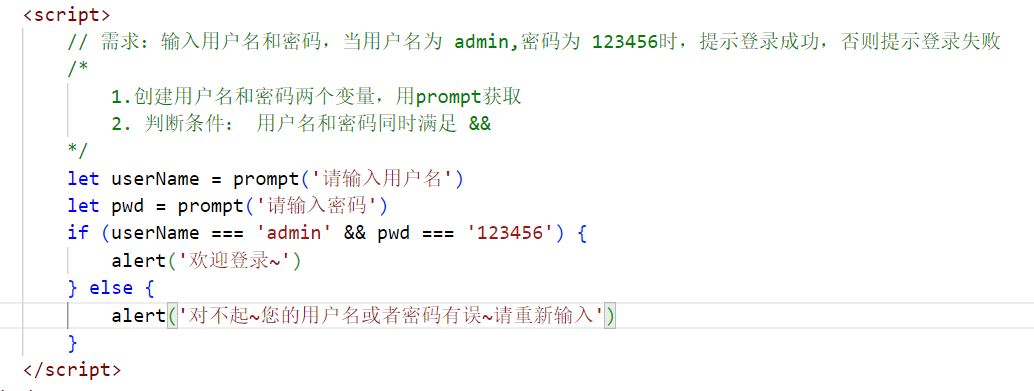 <script>
// 需求：输入用户名和密码，当用户名为 admin,密码为 123456时，提示登录成功，否则提示登录失败
/*
1.创建用户名和密码两个变量，用prompt获取
2. 判断条件： 用户名和密码同时满足 &&
*/
let userName = prompt('请输入用户名')
let pwd = prompt('请输入密码')
if (userName === 'admin' && pwd === '123456') {
alert('欢迎登录~')
} else {
alert('对不起~您的用户名或者密码有误~请重新输入')
}
</script>